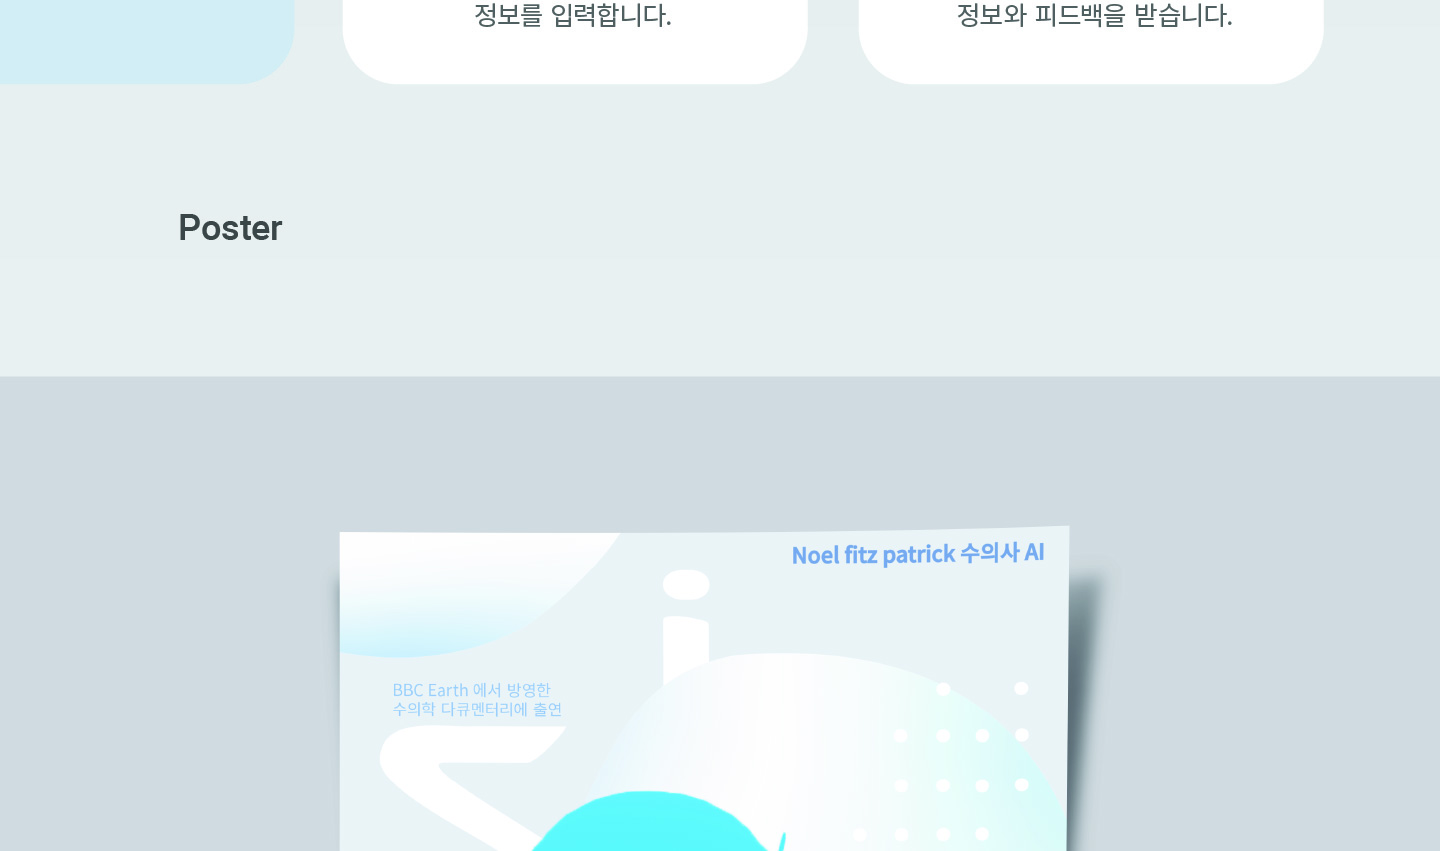 정보를 입력합니다.
정보와 피드백을 받습니다.
Poster
Noel fitz patrick 수의사 AI
BBC Earth 에서 방영한
수의학 다큐멘터리에 출연